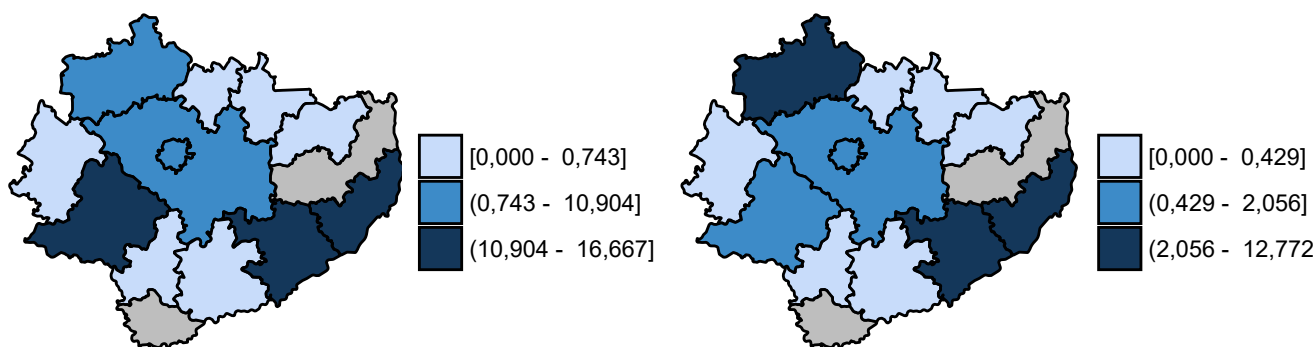 [0,000 - 0,743]
(0,743 - 10,904]
(10,904 - 16,667]
[0,000 - 0,429]
(0,429 - 2,056]
(2,056 - 12,772